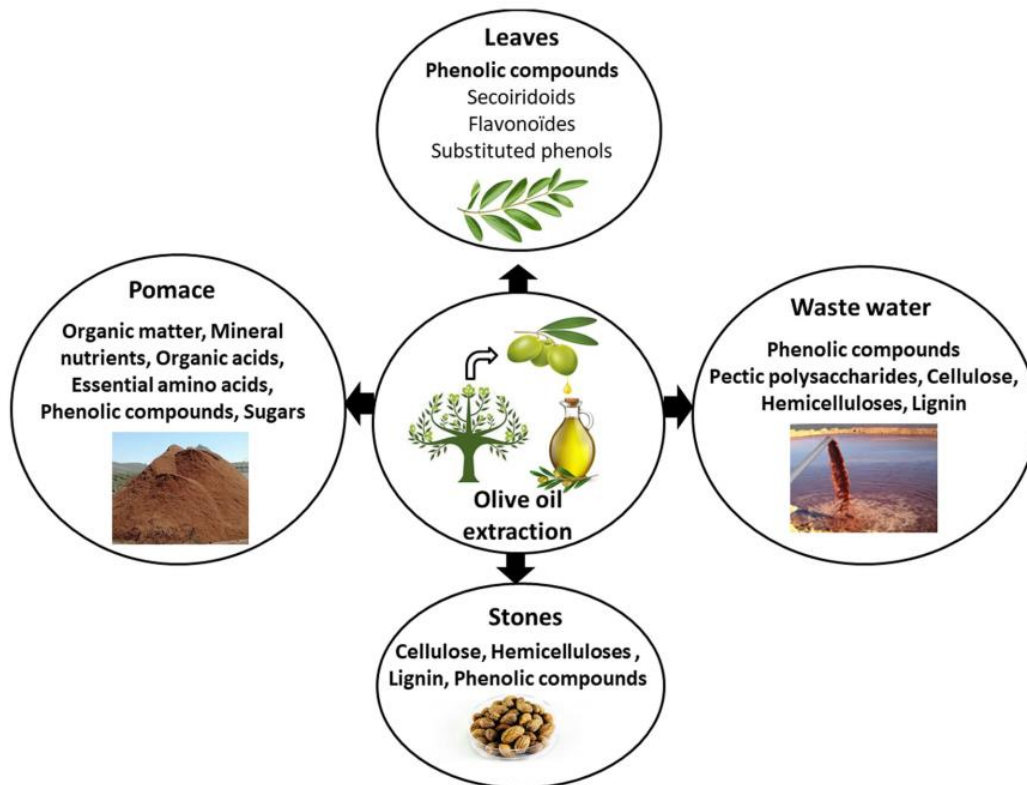 Leaves
Phenolic compounds
Secoiridoids
Flavonoïdes
Substituted phenols
Pomace
Organic matter, Mineral
nutrients, Organic acids,
Essential amino acids,
Phenolic compounds, Sugars
Olive oil
extraction
Waste water
Phenolic compounds
Pectic polysaccharides, Cellulose,
Hemicelluloses, Lignin
Stones
Cellulose, Hemicelluloses ,
Lignin, Phenolic compounds